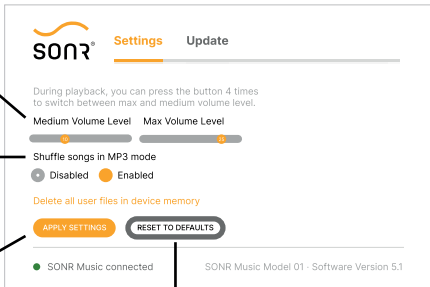 SONR®
Settings Update
During playback, you can press the button 4 times
to switch between max and medium volume level.
Medium Volume Level Max Volume Level
Shuffle songs in MP3 mode
Disabled Enabled
Delete all user files in device memory
APPLY SETTINGS RESET TO DEFAULTS
SONR Music connected SONR Music Model 01 · Software Version 5.1